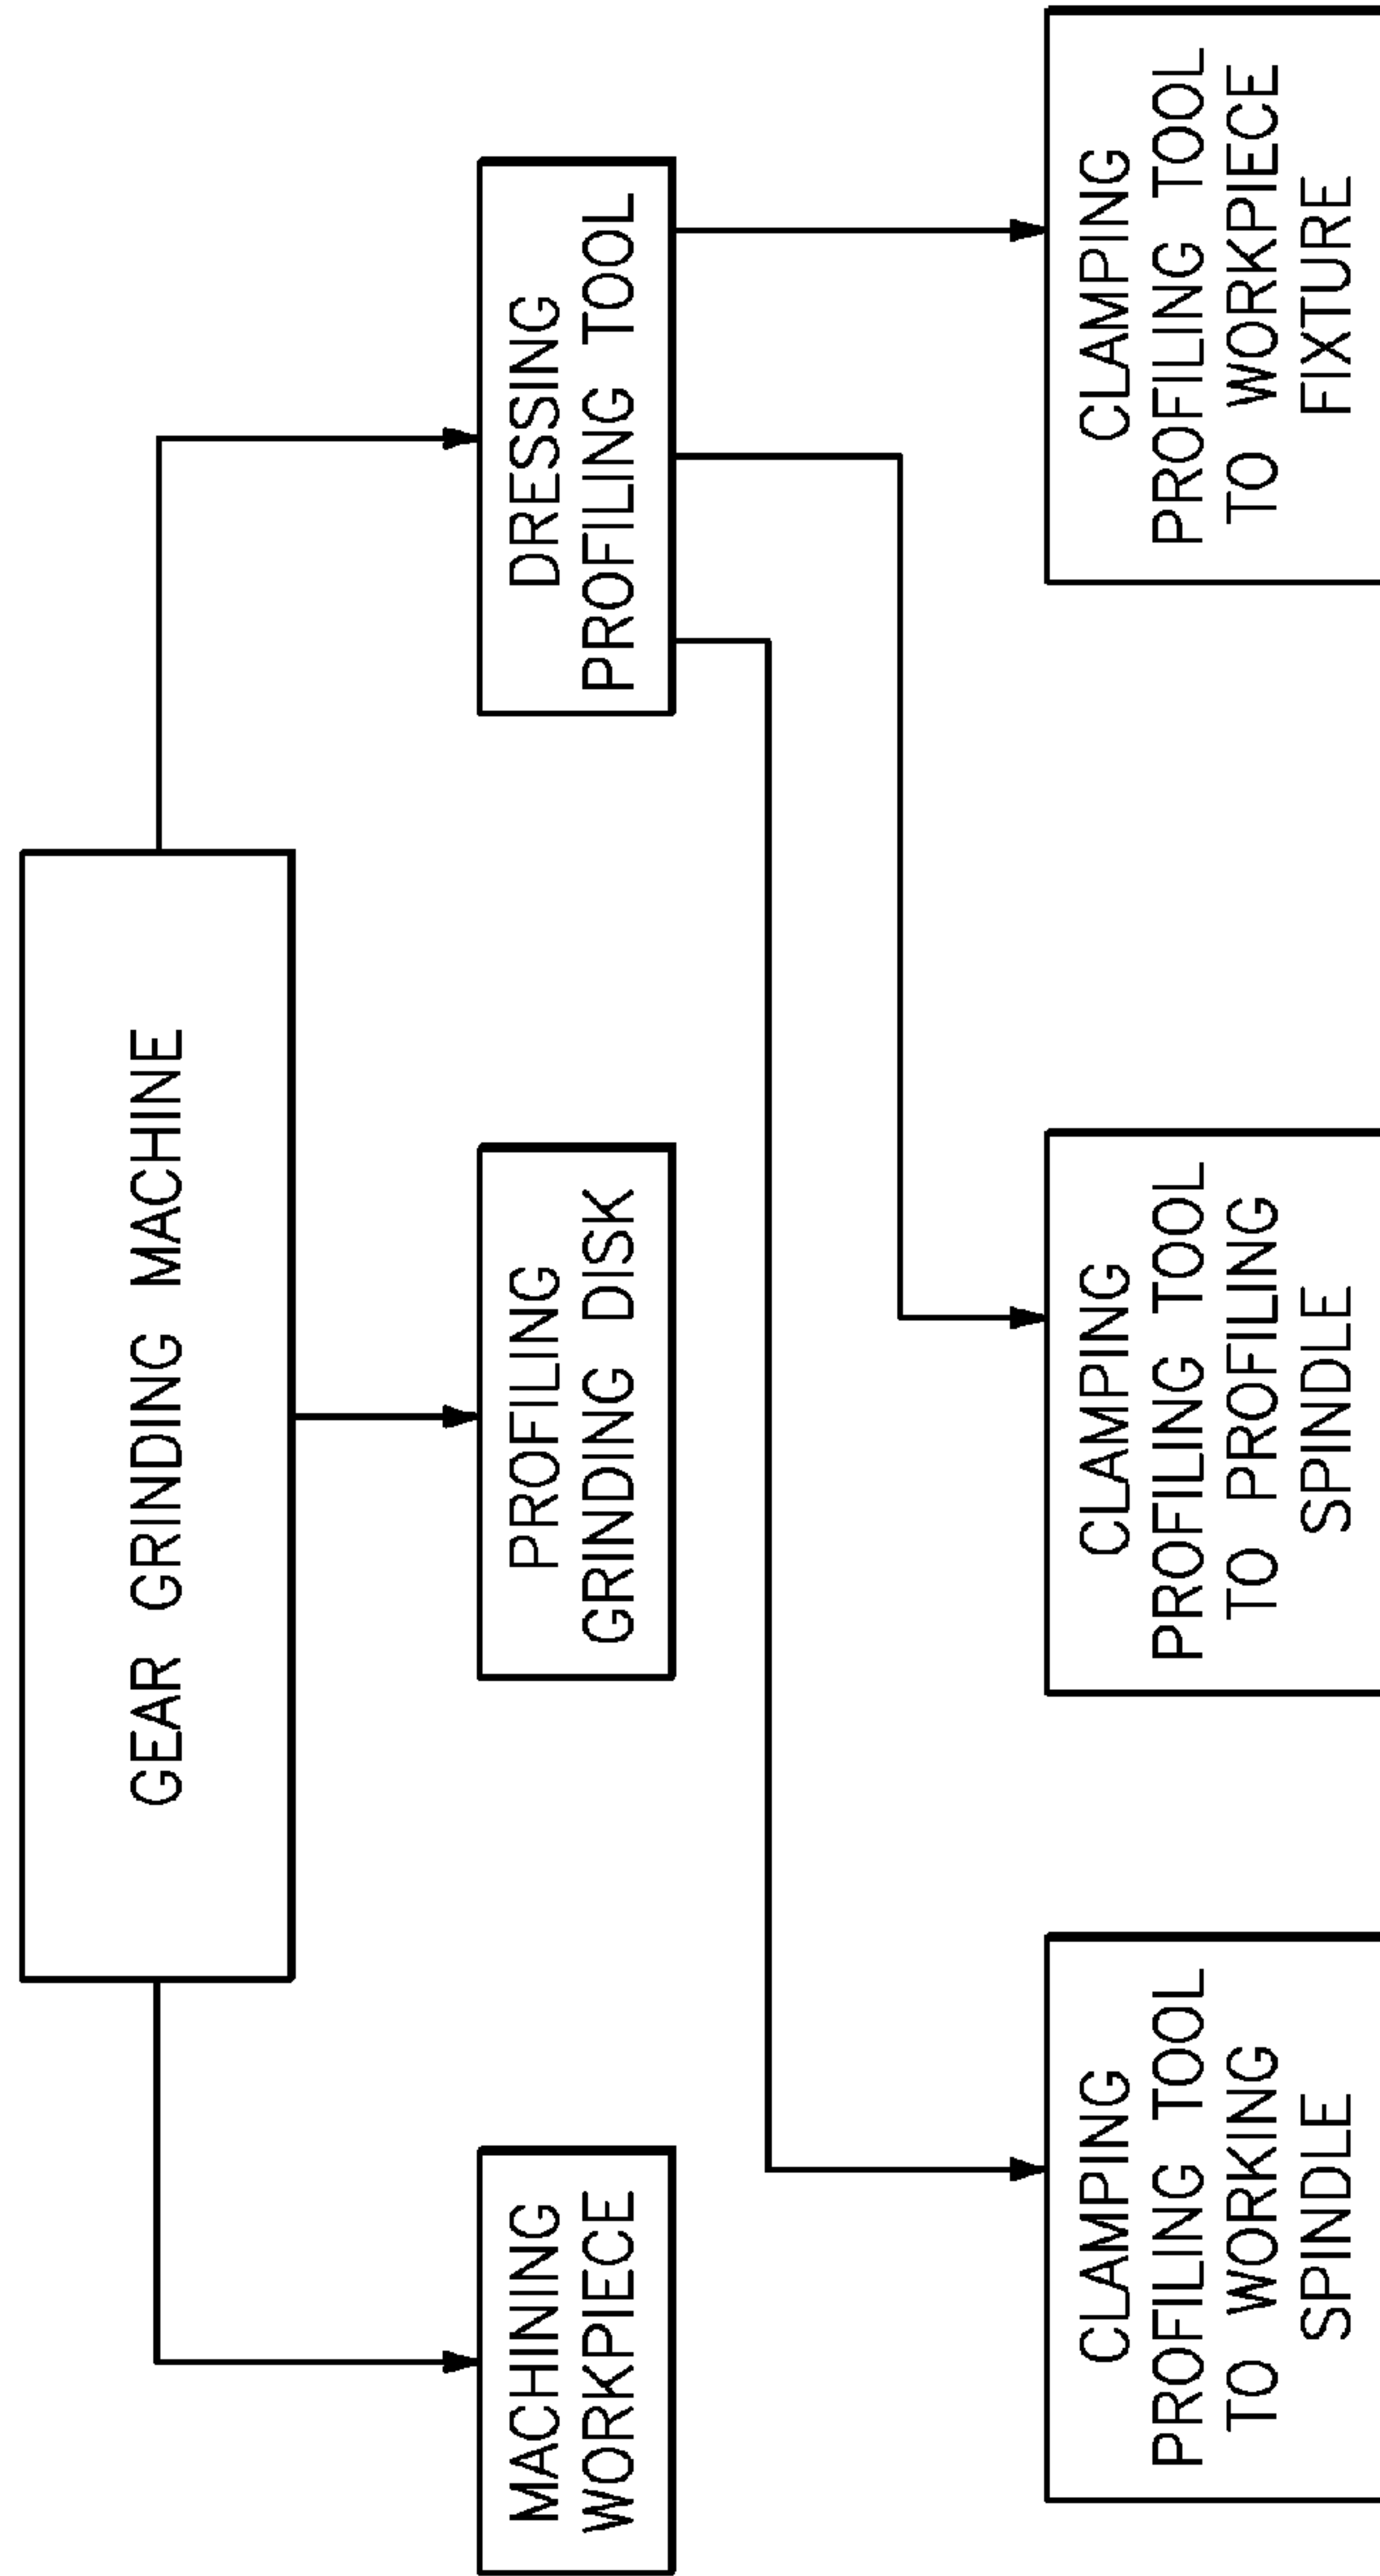 GEAR GRINDING MACHINE
MACHINING
WORKPIECE
PROFILING
GRINDING DISK
DRESSING
PROFILING TOOL
CLAMPING
PROFILING TOOL
TO WORKING
SPINDLE
CLAMPING
PROFILING TOOL
TO PROFILING
SPINDLE
CLAMPING
PROFILING TOOL
TO WORKPIECE
FIXTURE